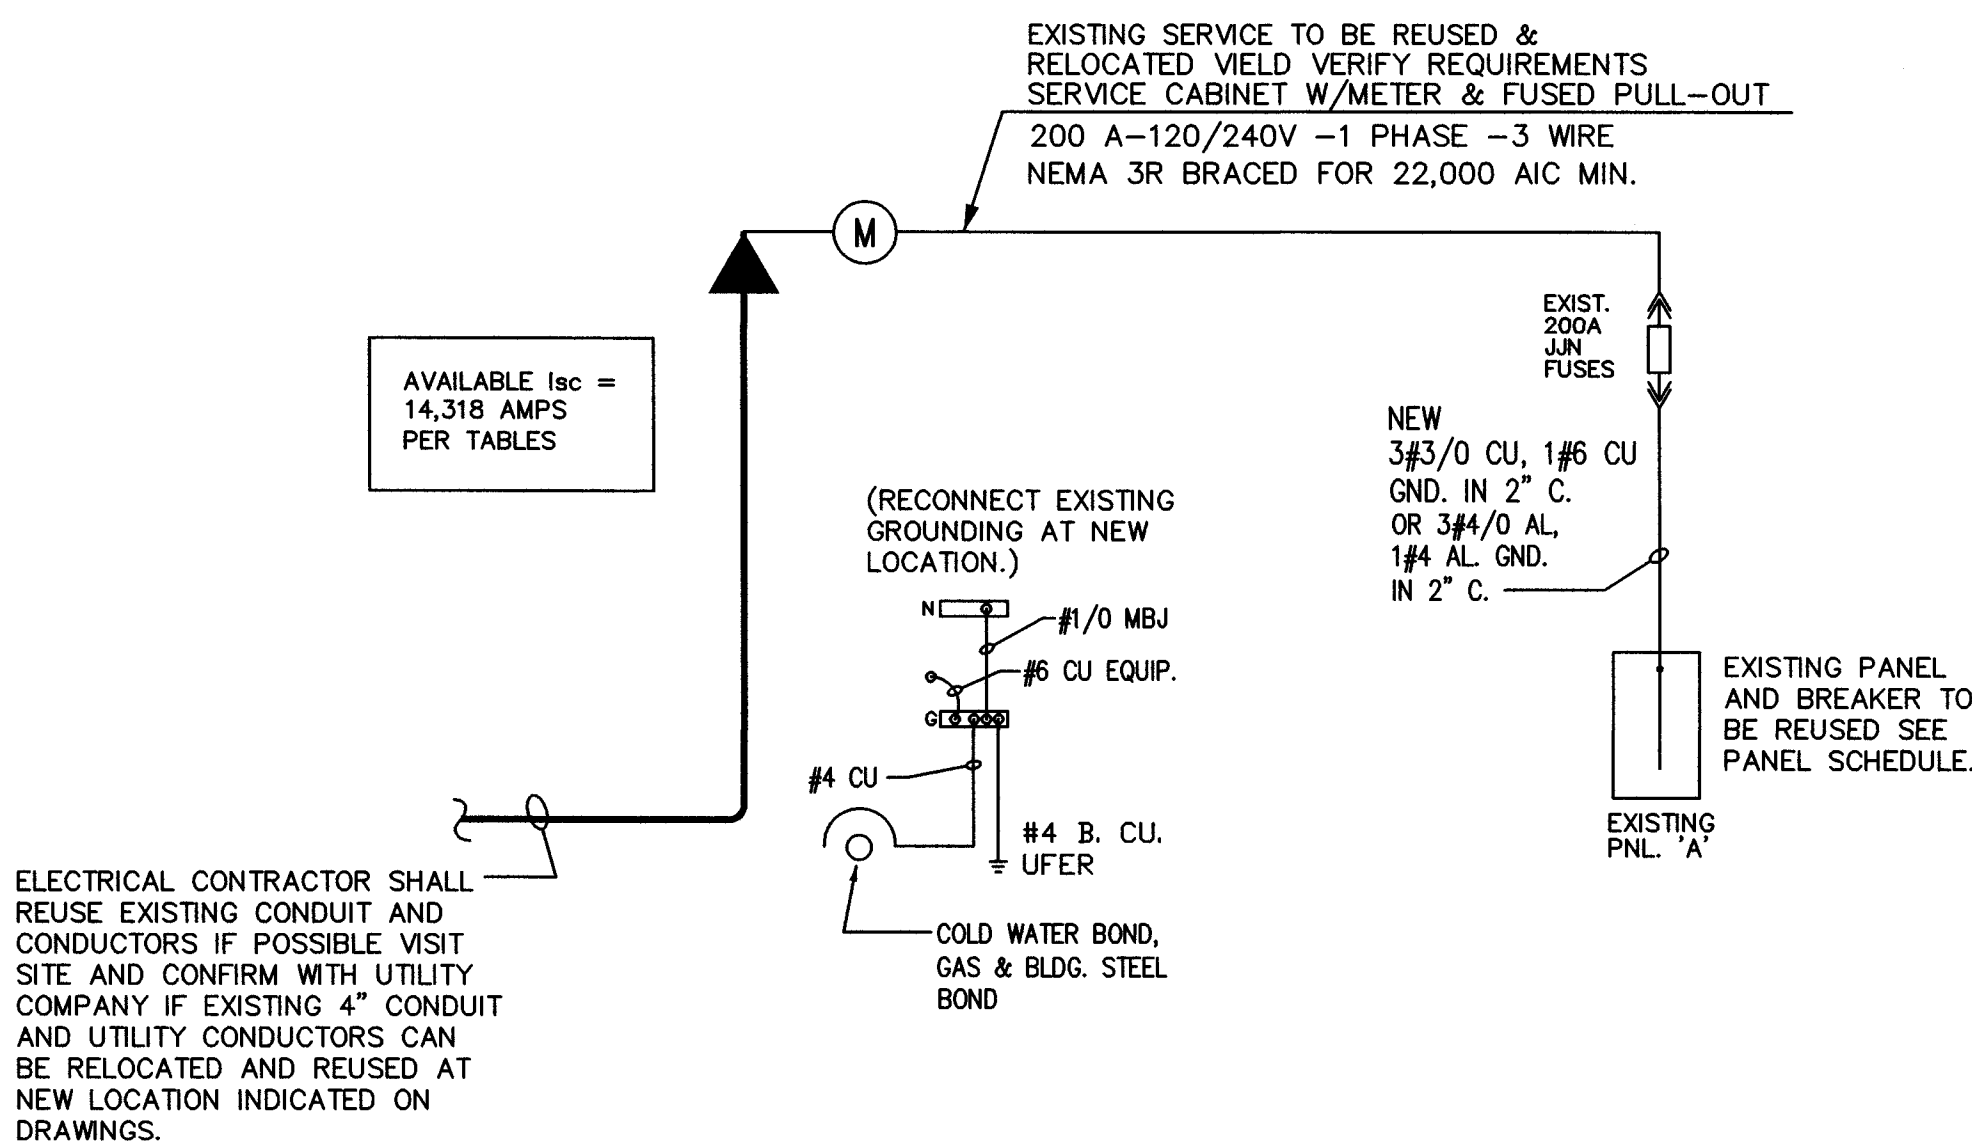 EXISTING SERVICE TO BE REUSED &
RELOCATED VIELD VERIFY REQUIREMENTS
SERVICE CABINET W/METER & FUSED PULL-OUT
200 A-120/240V -1 PHASE -3 WIRE
NEMA 3R BRACED FOR 22,000 AIC MIN.
M
EXIST.
200A
JJN
FUSES
AVAILABLE Isc =
14,318 AMPS
PER TABLES
NEW
3#3/0 CU, 1#6 CU
GND. IN 2" C.
OR 3#4/0 AL,
1#4 AL. GND.
IN 2" C.
(RECONNECT EXISTING
GROUNDING AT NEW
LOCATION.)
N
#1/0 MBJ
#6 CU EQUIP.
G
#4 CU
#4 B. CU.
UFER
COLD WATER BOND,
GAS & BLDG. STEEL
BOND
EXISTING PANEL
AND BREAKER TO
BE REUSED SEE
PANEL SCHEDULE.
EXISTING
PNL. 'A'
ELECTRICAL CONTRACTOR SHALL
REUSE EXISTING CONDUIT AND
CONDUCTORS IF POSSIBLE VISIT
SITE AND CONFIRM WITH UTILITY
COMPANY IF EXISTING 4" CONDUIT
AND UTILITY CONDUCTORS CAN
BE RELOCATED AND REUSED AT
NEW LOCATION INDICATED ON
DRAWINGS.